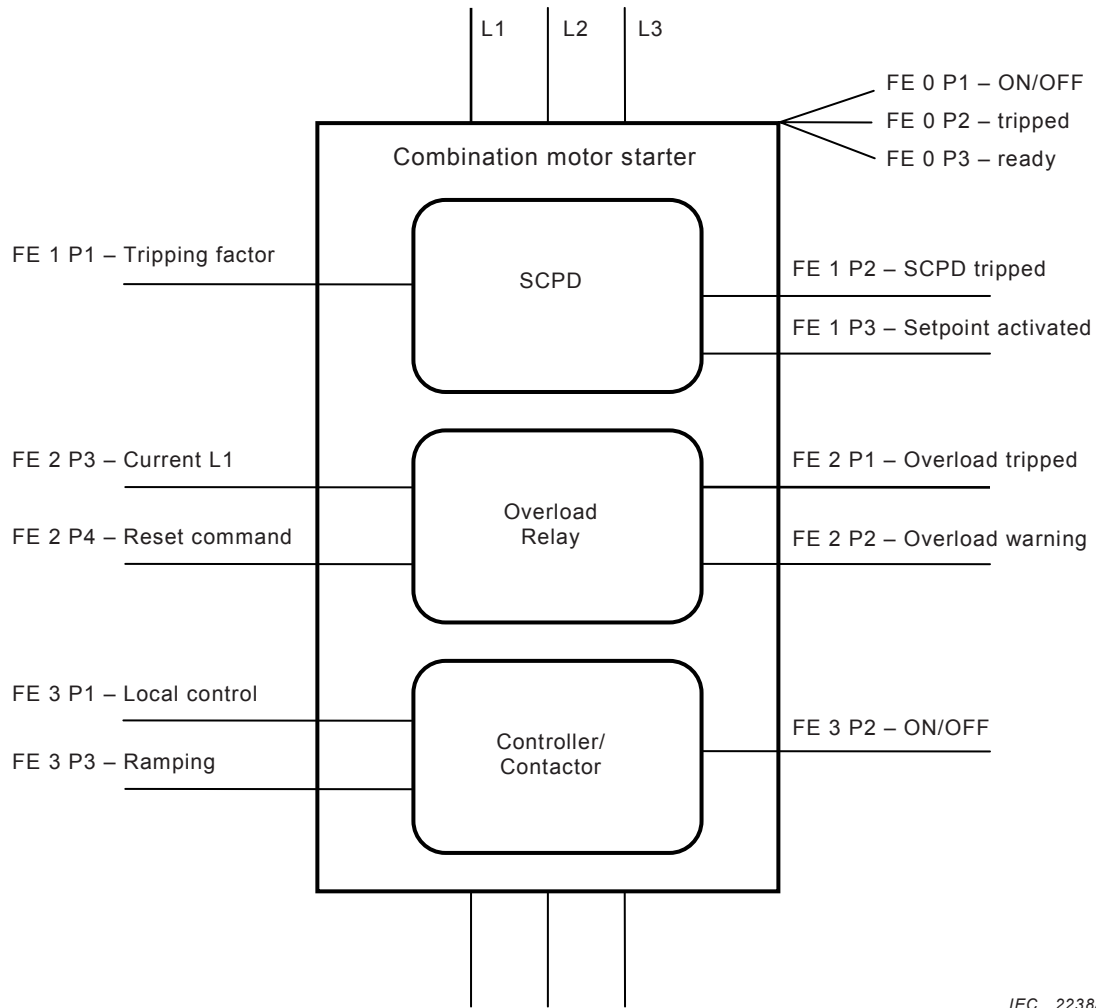 L1 L2 L3
FE 0 P1 – ON/OFF
FE 0 P2 – tripped
FE 0 P3 – ready
Combination motor starter
FE 1 P1 – Tripping factor
SCPD
FE 1 P2 – SCPD tripped
FE 1 P3 – Setpoint activated
FE 2 P3 – Current L1
FE 2 P4 – Reset command
Overload
Relay
FE 2 P1 – Overload tripped
FE 2 P2 – Overload warning
FE 3 P1 – Local control
FE 3 P3 – Ramping
Controller/
Contactor
FE 3 P2 – ON/OFF
IEC